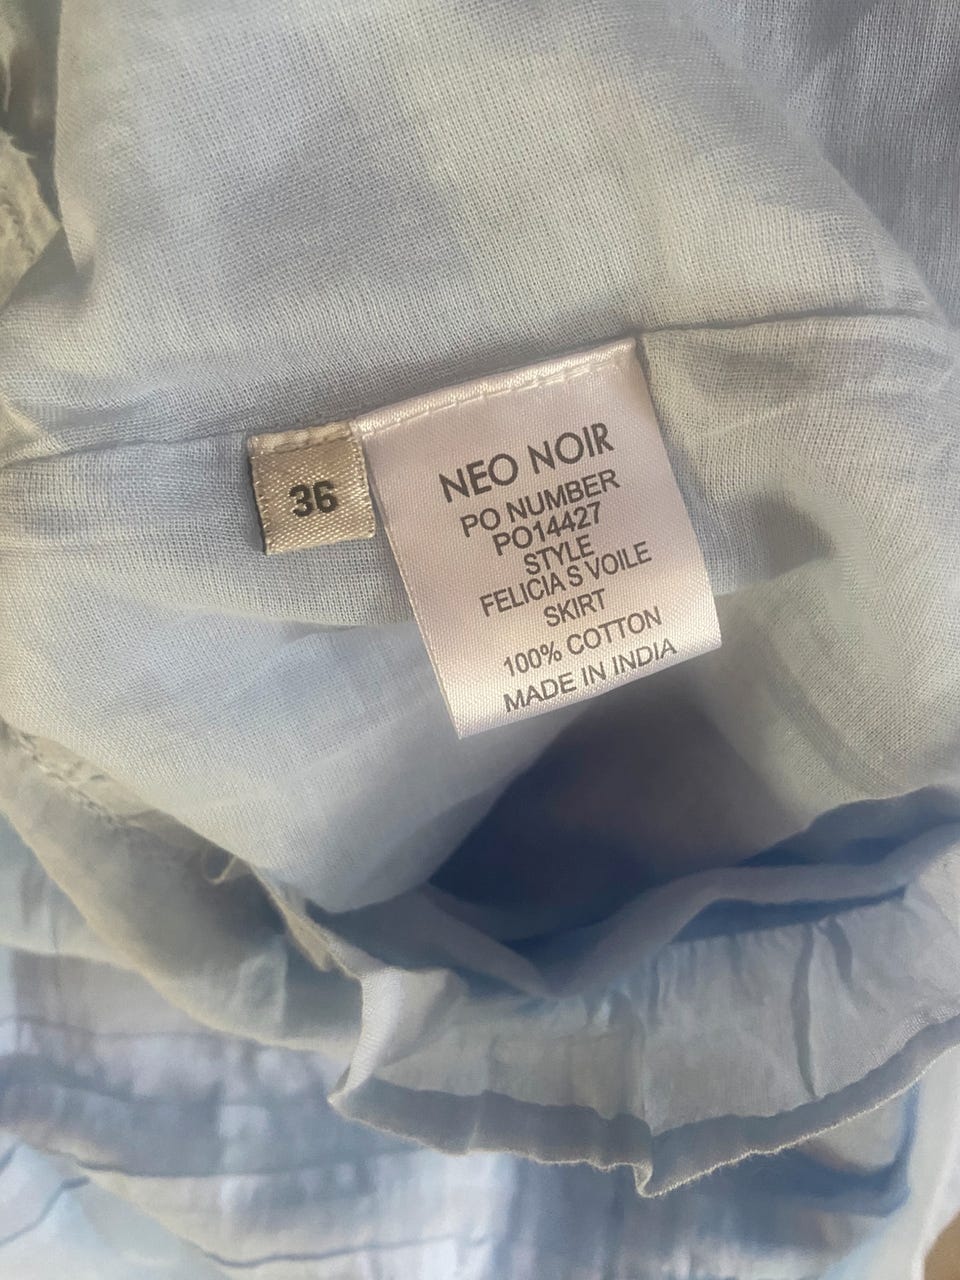 36
NEO NOIR
PO NUMBER
PO14427
STYLE
FELICIA S VOILE
SKIRT
100% COTTON
MADE IN INDIA